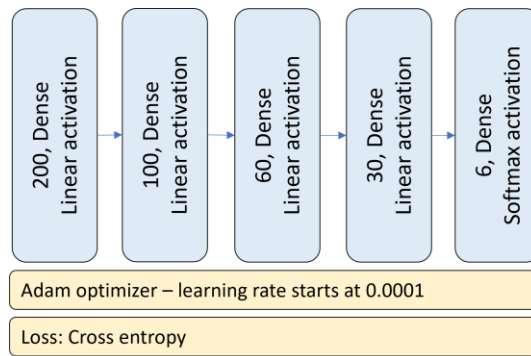 200, Dense
Linear activation
100, Dense
Linear activation
60, Dense
Linear activation
30, Dense
Linear activation
6, Dense
Softmax activation
Adam optimizer – learning rate starts at 0.0001
Loss: Cross entropy